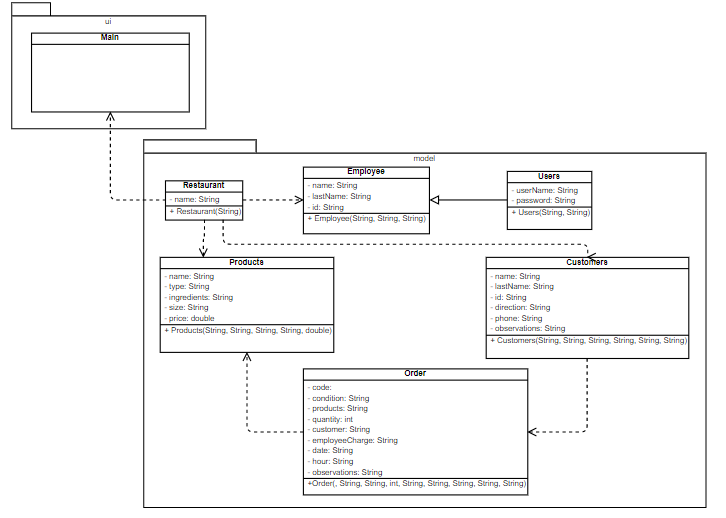 ui
Main
model
Restaurant
- name: String
+ Restaurant(String)
Employee
- name: String
- lastName: String
- id: String
+ Employee(String, String, String)
Users
- userName: String
- password: String
+ Users(String, String)
Products
- name: String
- type: String
- ingredients: String
- size: String
- price: double
+ Products(String, String, String, String, double)
Customers
- name: String
- lastName: String
- id: String
- direction: String
- phone: String
- observations: String
+ Customers(String, String, String, String, String, String)
Order
- code:
- condition: String
- products: String
- quantity: int
- customer: String
- employeeCharge: String
- date: String
- hour: String
- observations: String
+Order(, String, String, int, String, String, String, String, String)